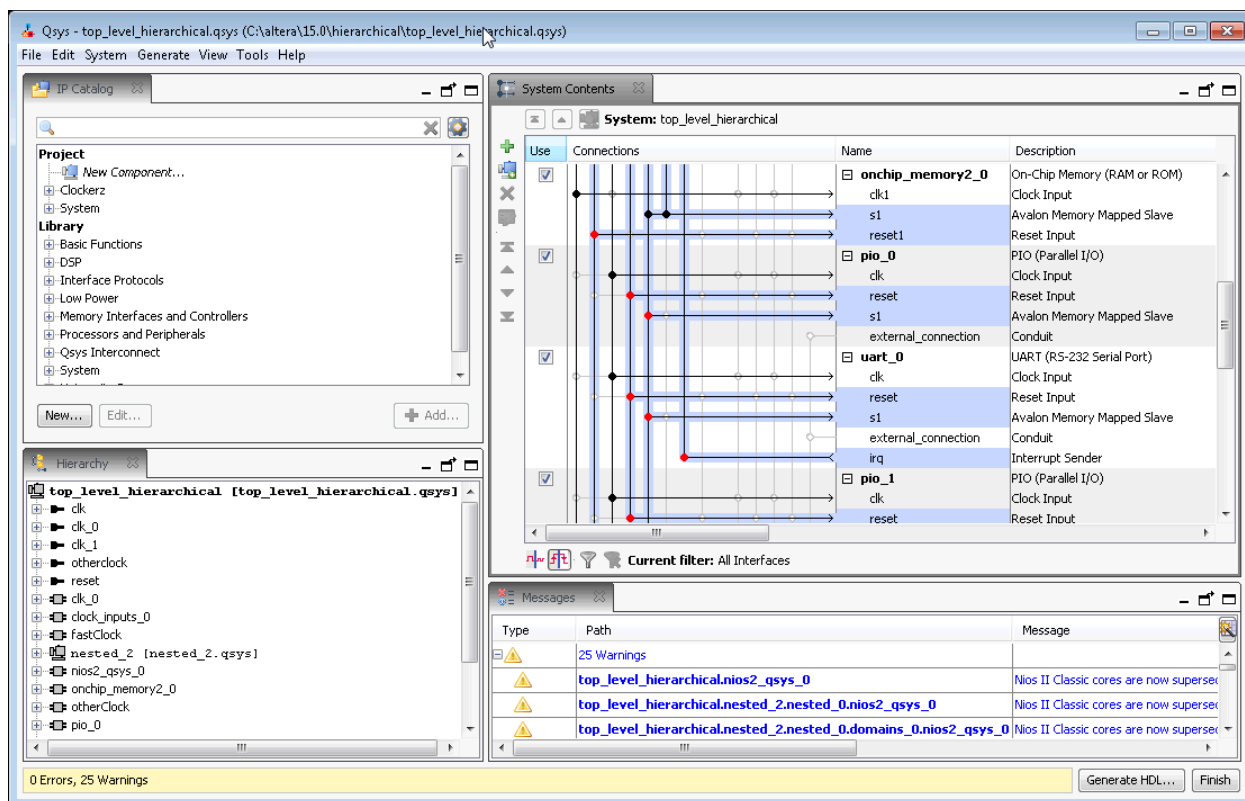 Qsys - top_level_hierarchical.qsys (C:\altera\15.0\hierarchical\top_level_hierarchical.qsys)
File Edit System Generate View Tools Help
IP Catalog
Project
New Component...
Clockerz
System
Library
Basic Functions
DSP
Interface Protocols
Low Power
Memory Interfaces and Controllers
Processors and Peripherals
Qsys Interconnect
System
New... Edit... Add...
Hierarchy
top_level_hierarchical [top_level_hierarchical.qsys]
clk
clk_0
clk_1
otherclock
reset
clk_0
clock_inputs_0
fastClock
nested_2 [nested_2.qsys]
nios2_qsys_0
onchip_memory2_0
otherClock
pio_0
System Contents
System: top_level_hierarchical
Use Connections Name Description
onchip_memory2_0 On-Chip Memory (RAM or ROM)
clk1 Clock Input
s1 Avalon Memory Mapped Slave
reset1 Reset Input
pio_0 PIO (Parallel I/O)
clk Clock Input
reset Reset Input
s1 Avalon Memory Mapped Slave
external_connection Conduit
uart_0 UART (RS-232 Serial Port)
clk Clock Input
reset Reset Input
s1 Avalon Memory Mapped Slave
external_connection Conduit
irq Interrupt Sender
pio_1 PIO (Parallel I/O)
clk Clock Input
reset Reset Input
Current filter: All Interfaces
Messages
Type Path Message
25 Warnings
top_level_hierarchical.nios2_qsys_0 Nios II Classic cores are now
top_level_hierarchical.nested_2.nested_0.nios2_qsys_0 Nios II Classic cores are now
top_level_hierarchical.nested_2.nested_0.domains_0.nios2_qsys_0 Nios II Classic cores are now
0 Errors, 25 Warnings
Generate HDL... Finish